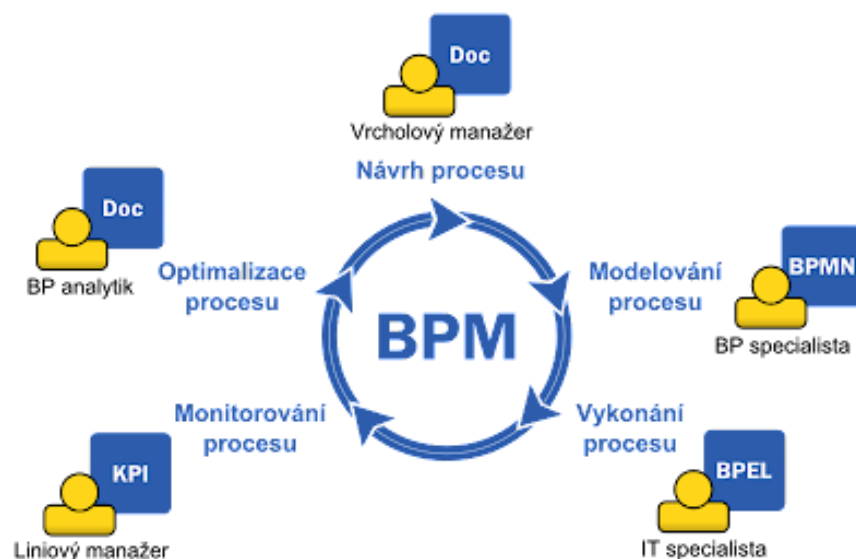 Doc
Vrcholový manažer
Návrh procesu
Doc
BP analytik
Optimalizace
procesu
BPM
Modelování
procesu
BPMN
BP specialista
Monitorování
procesu
Vykonání
procesu
KPI
Liniový manažer
BPEL
IT specialista